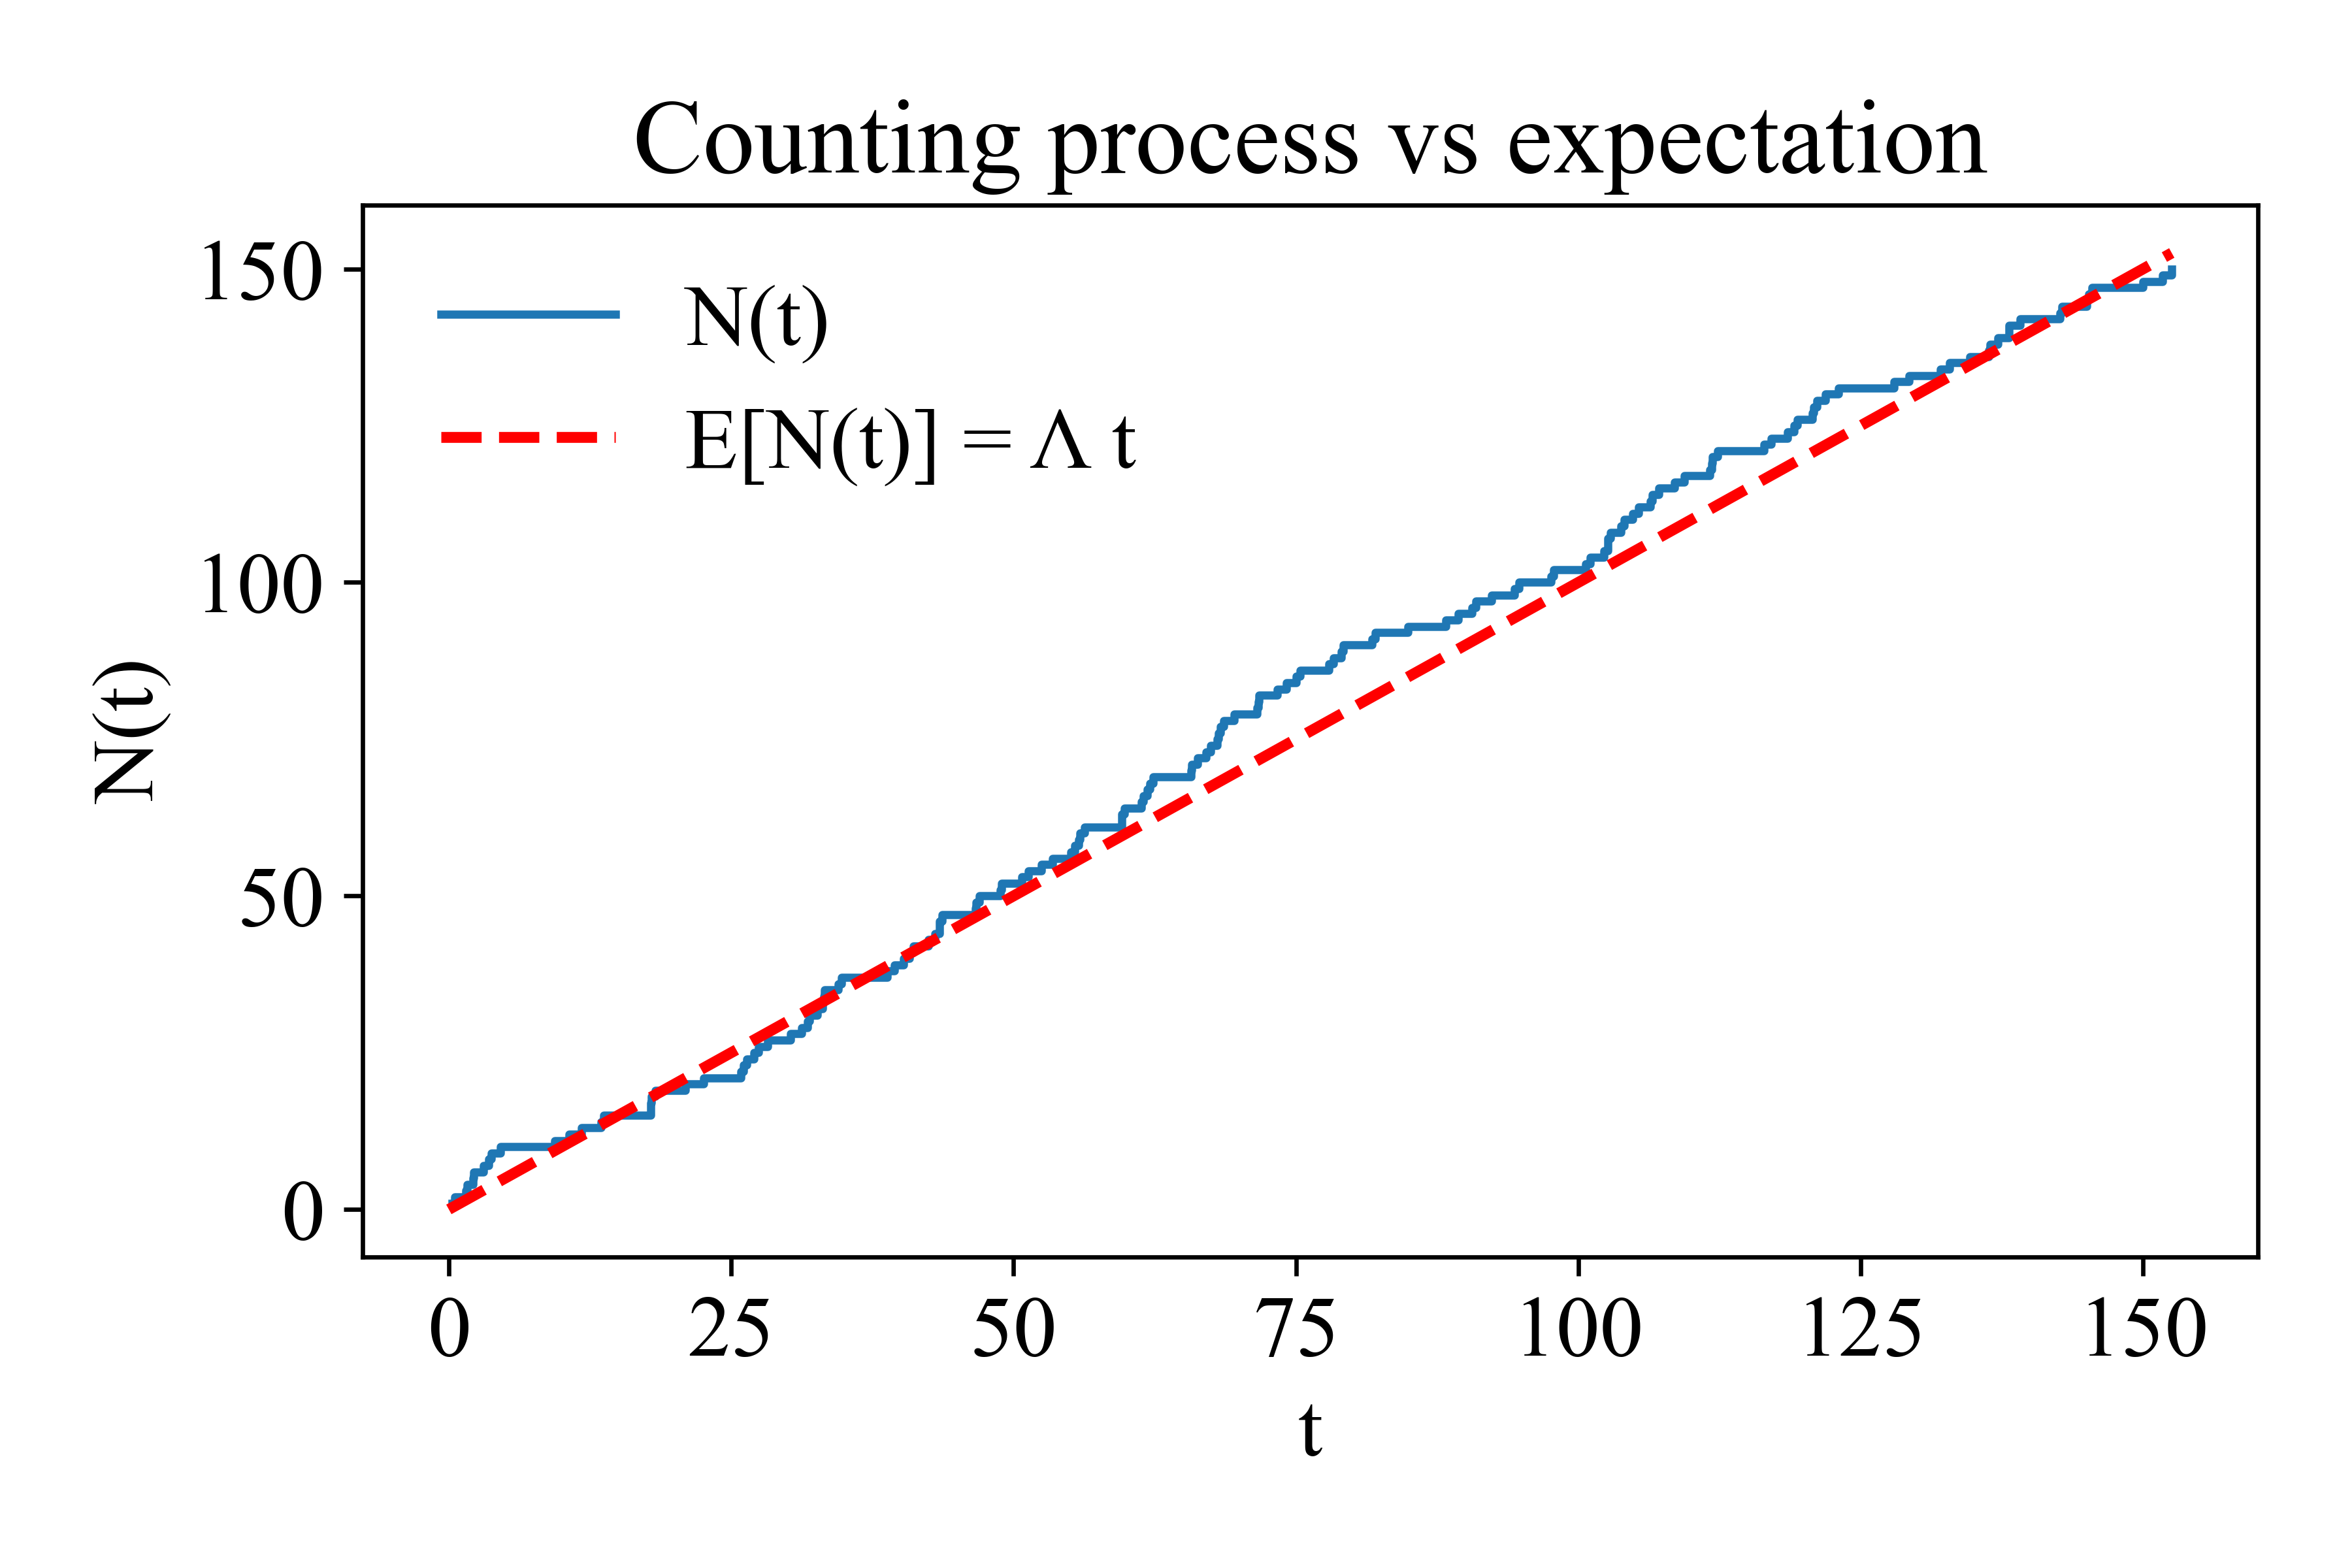 Counting process vs expectation
N(t)
E[N(t)] = Λ t
150
100
50
0
N(t)
0 25 50 75 100 125 150
t